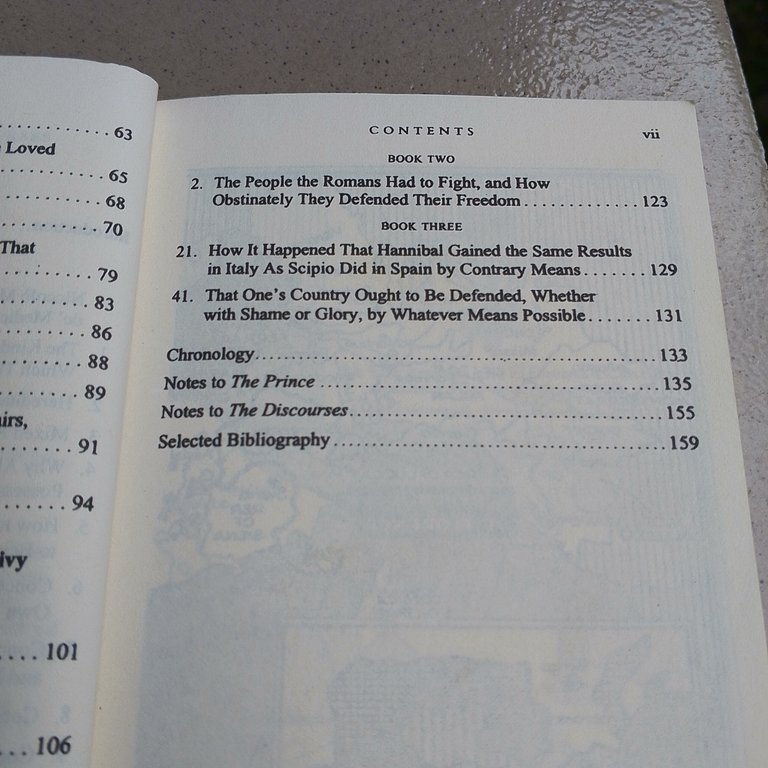 ............63
Loved
............65
............68
............70
That
............79
............83
............86
............88
............89
irs,
............91
.......94
ivy
....101
...106
CONTENTS vii
BOOK TWO
2. The People the Romans Had to Fight, and How
Obstinately They Defended Their Freedom.............123
BOOK THREE
21. How It Happened That Hannibal Gained the Same Results
in Italy As Scipio Did in Spain by Contrary Means.......129
41. That One's Country Ought to Be Defended, Whether
with Shame or Glory, by Whatever Means Possible.......131
Chronology....................................................133
Notes to The Prince ............................................135
Notes to The Discourses........................................155
Selected Bibliography..........................................159